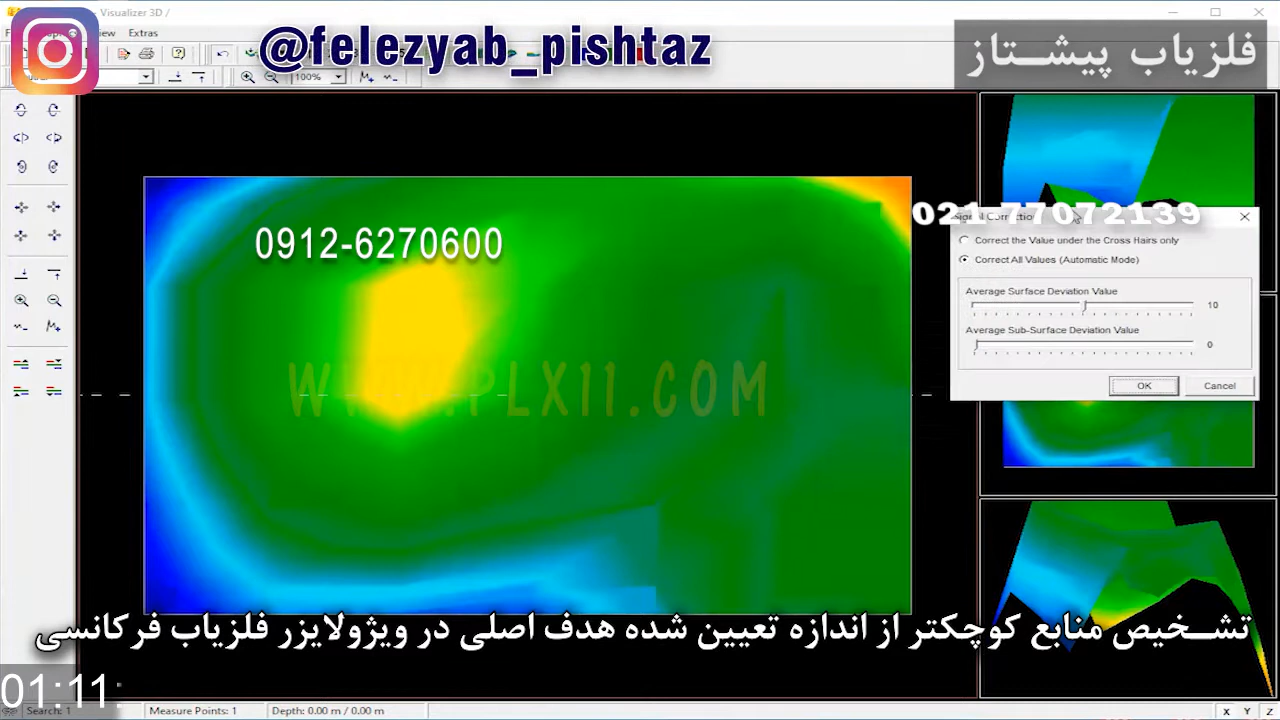 - Visualizer 3D /
Extras
@felezyab_pishtaz
فلزیاب پیشتاز
100%
0912-6270600
021-77072139
Signal Correction
Correct the Value under the Cross Hairs only
Correct All Values (Automatic Mode)
Average Surface Deviation Value
10
Average Sub-Surface Deviation Value
0
OK Cancel
WWW.PLX11.COM
تشخیص منابع کوچکتر از اندازه تعیین شده هدف اصلی در ویژولایزر فلزیاب فرکانسی
01:11:
Search: 1 Measure Points: 1 Depth: 0.00 m / 0.00 m X Y Z